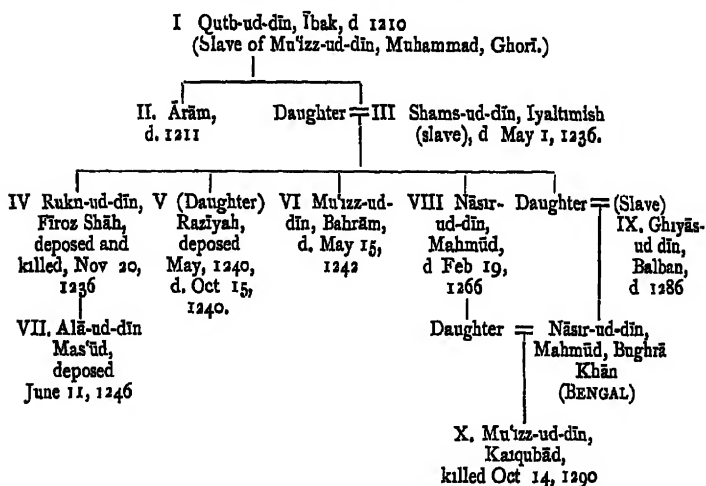 I Qutb-ud-dīn, Ībak, d 1210
(Slave of Mu'izz-ud-dīn, Muhammad, Ghorī.)
II. Ārām,
d. 1211
Daughter = III Shams-ud-dīn, Iyaltimish
(slave), d May 1, 1236.
IV Rukn-ud-dīn,
Fīroz Shāh,
deposed and
killed, Nov 20,
1236
V (Daughter)
Razīyah,
deposed
May, 1240,
d. Oct 15,
1240.
VI Mu'izz-ud-
dīn, Bahrām,
d. May 15,
1242
VIII Nāsir-
ud-dīn,
Mahmūd,
d Feb 19,
1266
Daughter = (Slave)
IX. Ghiyās-
ud dīn,
Balban,
d 1286
VII. Alā-ud-dīn
Mas'ūd,
deposed
June 11, 1246
Daughter = Nāsir-ud-dīn,
Mahmūd, Bughrā
Khān
(BENGAL)
X. Mu'izz-ud-dīn,
Kaiqubād,
killed Oct 14, 1290